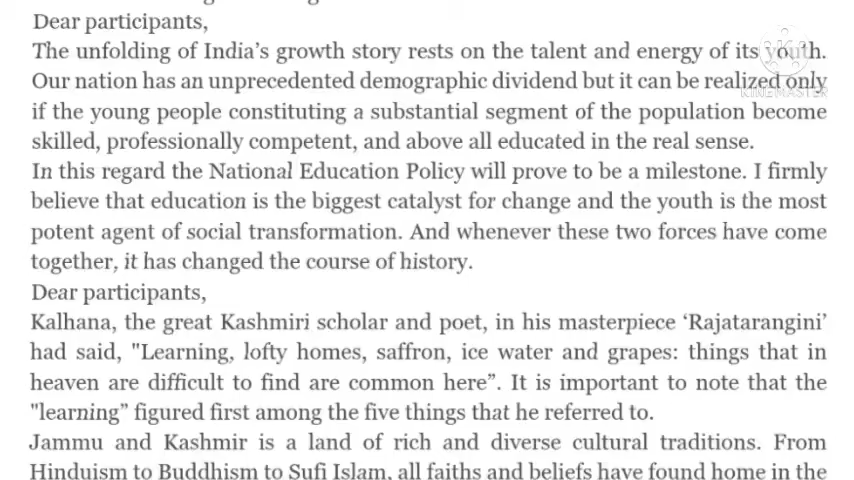 Dear participants,
The unfolding of India's growth story rests on the talent and energy of its youth.
Our nation has an unprecedented demographic dividend but it can be realized only
if the young people constituting a substantial segment of the population become
skilled, professionally competent, and above all educated in the real sense.
In this regard the National Education Policy will prove to be a milestone. I firmly
believe that education is the biggest catalyst for change and the youth is the most
potent agent of social transformation. And whenever these two forces have come
together, it has changed the course of history.
Dear participants,
Kalhana, the great Kashmiri scholar and poet, in his masterpiece ‘Rajatarangini’
had said, "Learning, lofty homes, saffron, ice water and grapes: things that in
heaven are difficult to find are common here”. It is important to note that the
"learning” figured first among the five things that he referred to.
Jammu and Kashmir is a land of rich and diverse cultural traditions. From
Hinduism to Buddhism to Sufi Islam, all faiths and beliefs have found home in the
KINEMASTER